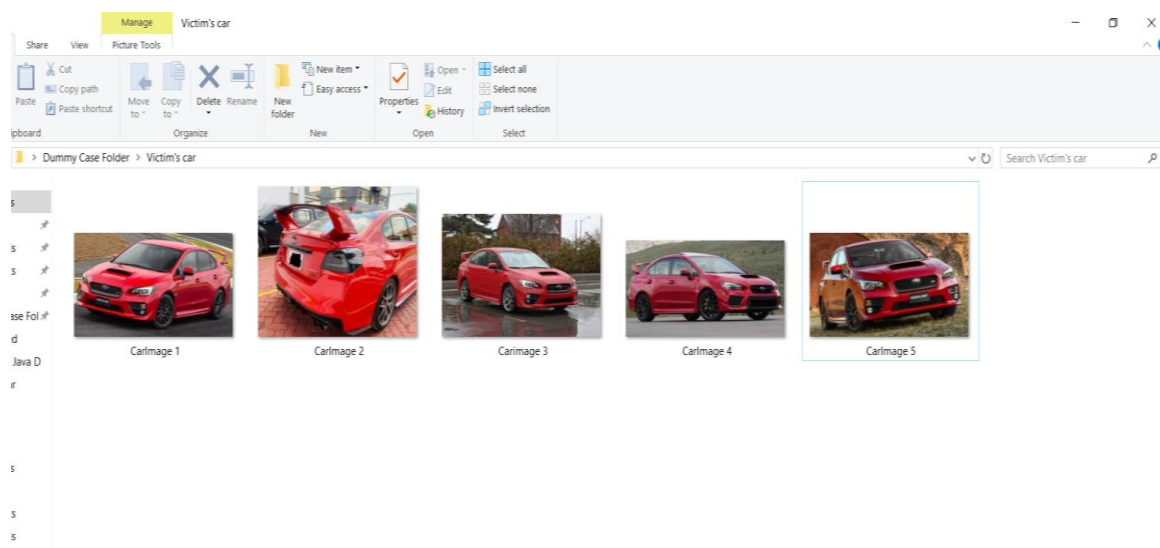 Manage Victim's car
Share View Picture Tools
Cut
Copy path
Paste Paste shortcut
Move to
Copy to
Delete Rename
New folder
New item
Easy access
Properties
Open
Edit
History
Select all
Select none
Invert selection
Organize New Open Select
> Dummy Case Folder > Victim's car
Search Victim's car
CarImage 1 CarImage 2 Carimage 3 CarImage 4 CarImage 5
Java D